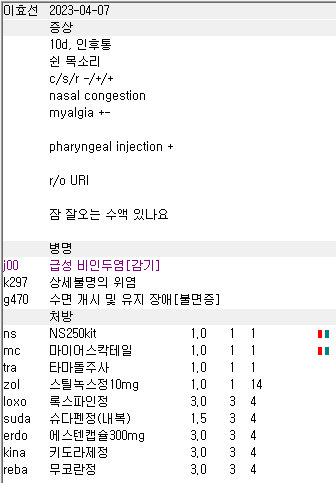 이효선 2023-04-07
증상
10d, 인후통
쉰 목소리
c/s/r -/+/+
nasal congestion
myalgia +-
pharyngeal injection +
r/o URI
잠 잘오는 수액 있나요
병명
j00 급성 비인두염[감기]
k297 상세불명의 위염
g470 수면 개시 및 유지 장애[불면증]
처방
ns NS250kit 1.0 1 1
mc 마이어스칵테일 1.0 1 1
tra 타마돌주사 1.0 1 1
zol 스틸녹스정10mg 1.0 1 14
loxo 록스파인정 3.0 3 4
suda 슈다펜정(내복) 1.5 3 4
erdo 에스텐캡슐300mg 3.0 3 4
kina 키도라제정 3.0 3 4
reba 무코란정 3.0 3 4